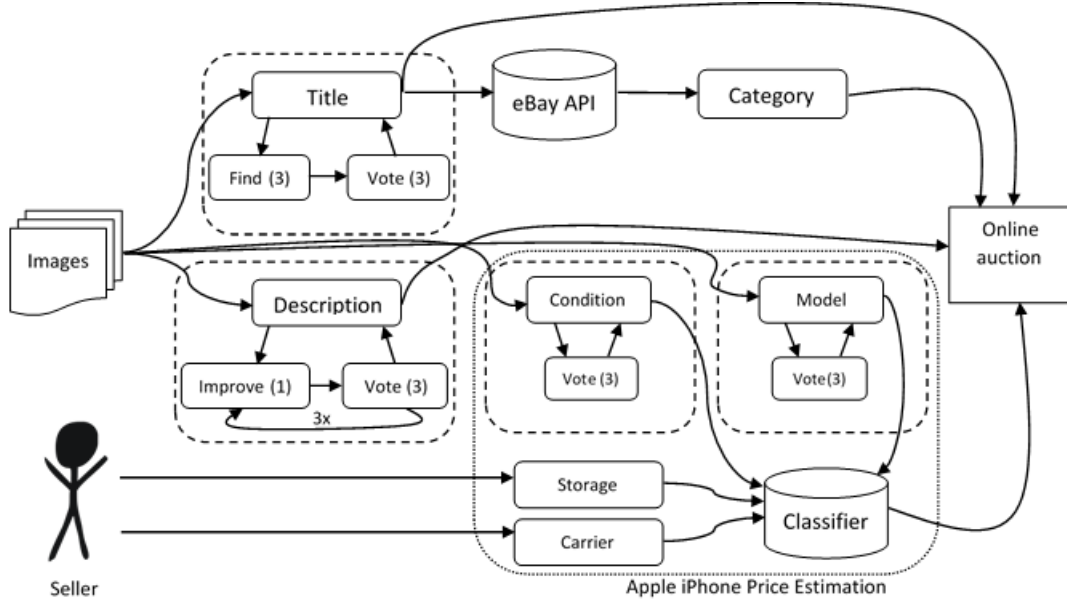 Title
eBay API
Category
Find (3)
Vote (3)
Images
Online
auction
Description
Condition
Model
Improve (1)
Vote (3)
Vote (3)
Vote(3)
3x
Storage
Classifier
Carrier
Seller
Apple iPhone Price Estimation